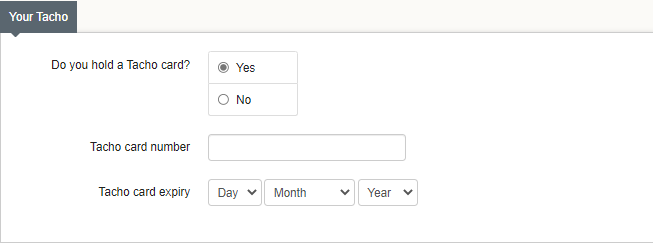 Your Tacho
Do you hold a Tacho card?
Yes
No
Tacho card number
Tacho card expiry
Day
Month
Year